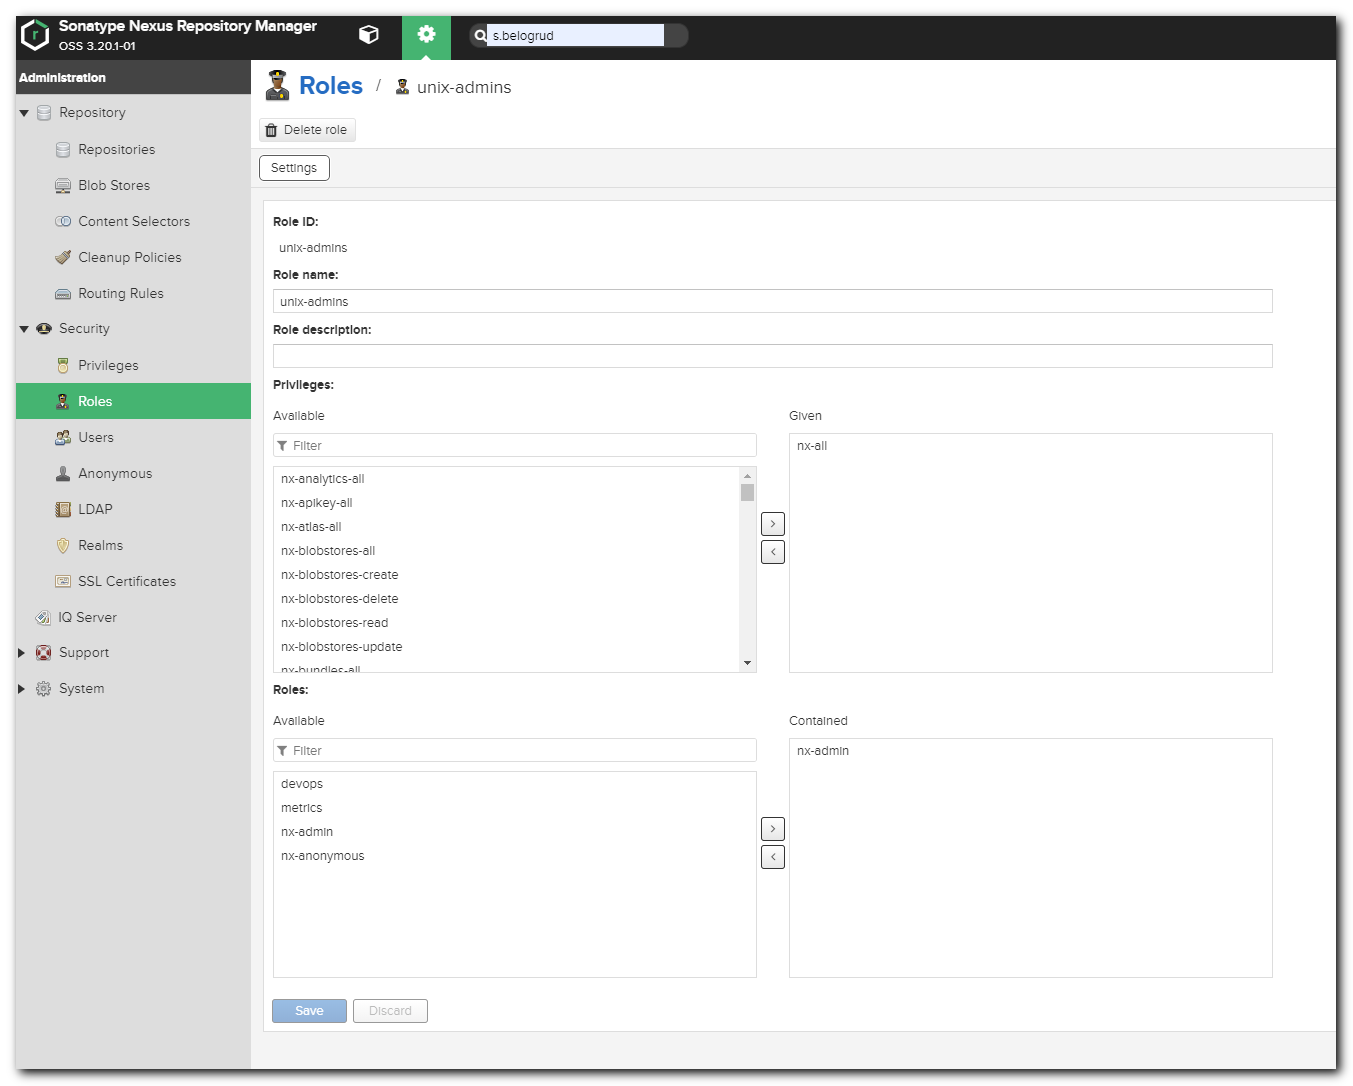 Sonatype Nexus Repository Manager
OSS 3.20.1-01
s.belogrud
Administration
Repository
Repositories
Blob Stores
Content Selectors
Cleanup Policies
Routing Rules
Security
Privileges
Roles
Users
Anonymous
LDAP
Realms
SSL Certificates
IQ Server
Support
System
Roles / unix-admins
Delete role
Settings
Role ID:
unix-admins
Role name:
unix-admins
Role description:
Privileges:
Available
Filter
nx-analytics-all
nx-apikey-all
nx-atlas-all
nx-blobstores-all
nx-blobstores-create
nx-blobstores-delete
nx-blobstores-read
nx-blobstores-update
nx-bundles-all
Given
nx-all
Roles:
Available
Filter
devops
metrics
nx-admin
nx-anonymous
Contained
nx-admin
Save
Discard